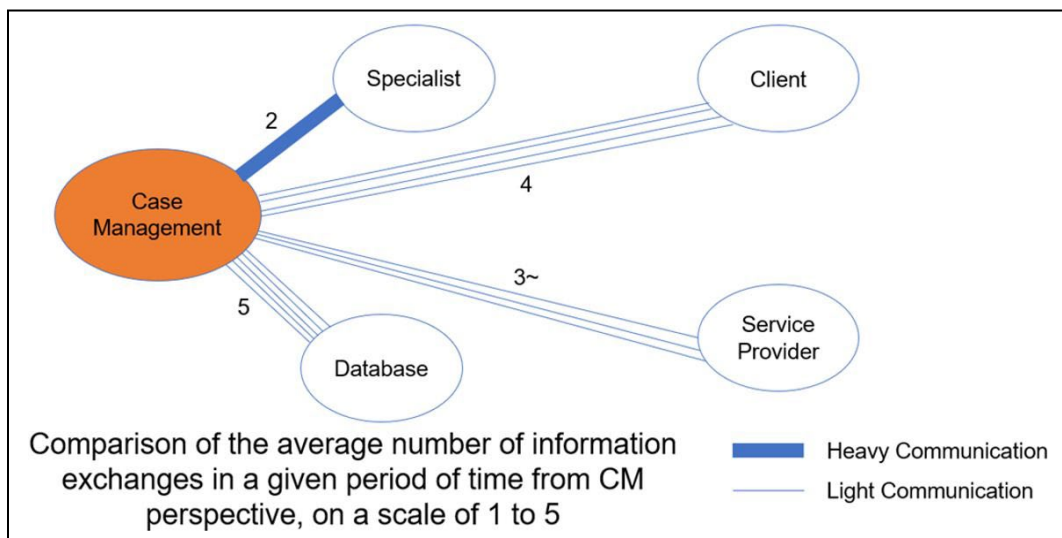 Specialist
Client
2
Case
Management
4
3~
5
Service
Provider
Database
Comparison of the average number of information
exchanges in a given period of time from CM
perspective, on a scale of 1 to 5
Heavy Communication
Light Communication